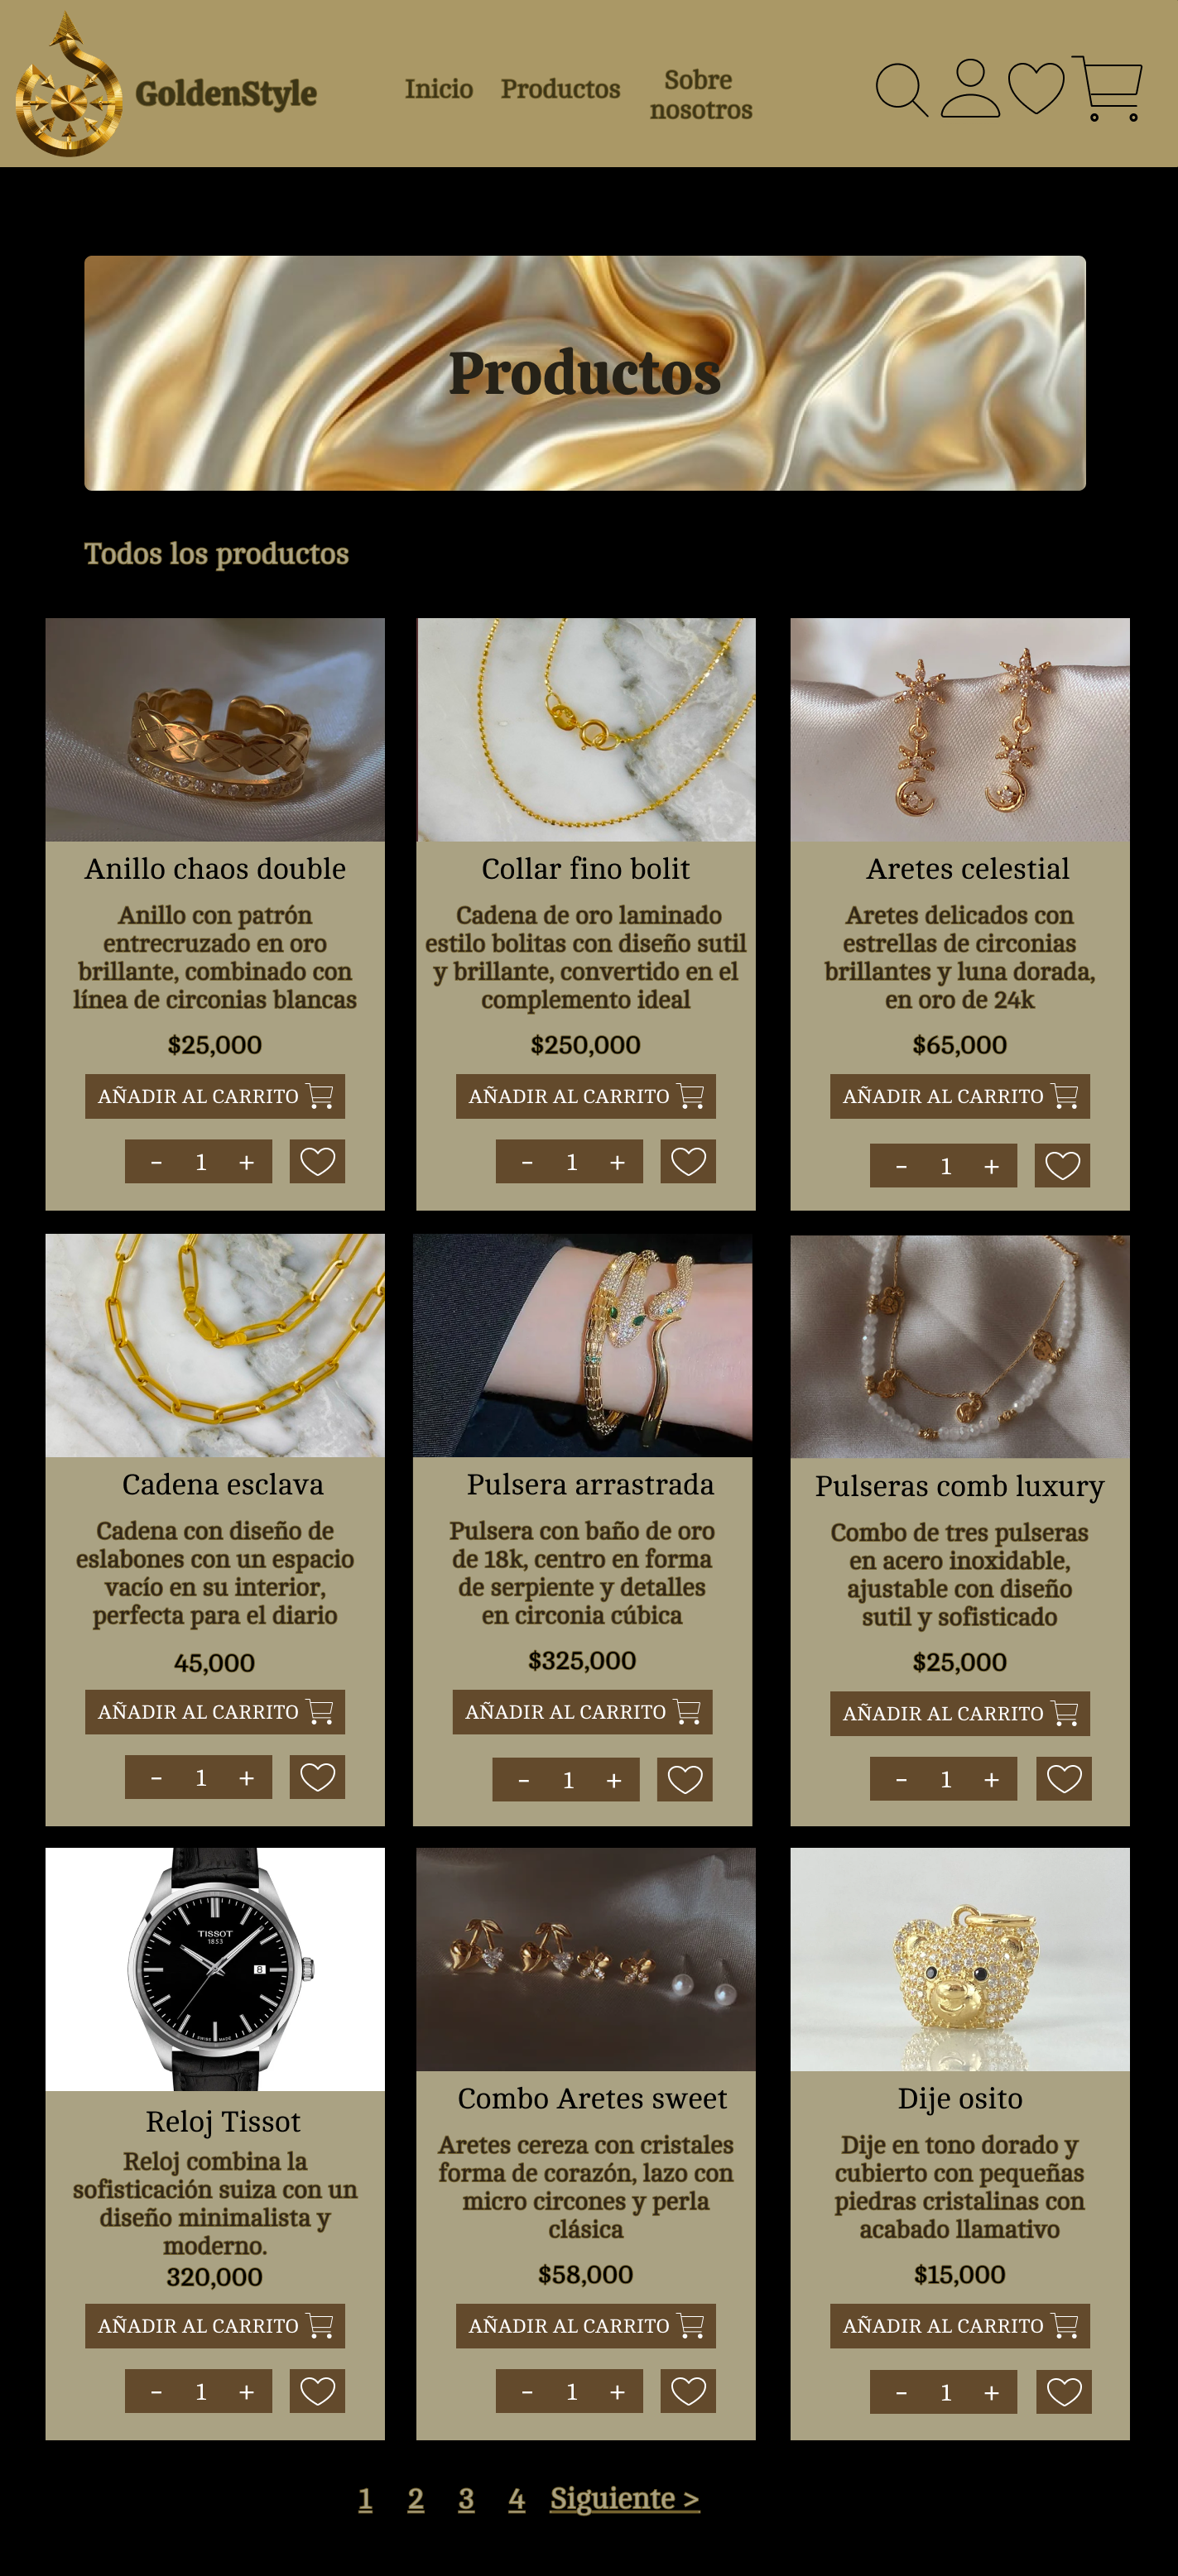 GoldenStyle
Inicio
Productos
Sobre
nosotros
Productos
Todos los productos
Anillo chaos double
Anillo con patrón
entrecruzado en oro
brillante, combinado con
línea de circonias blancas
$25,000
AÑADIR AL CARRITO
- 1 +
Collar fino bolit
Cadena de oro laminado
estilo bolitas con diseño sutil
y brillante, convertido en el
complemento ideal
$250,000
AÑADIR AL CARRITO
- 1 +
Aretes celestial
Aretes delicados con
estrellas de circonias
brillantes y luna dorada,
en oro de 24k
$65,000
AÑADIR AL CARRITO
- 1 +
Cadena esclava
Cadena con diseño de
eslabones con un espacio
vacío en su interior,
perfecta para el diario
45,000
AÑADIR AL CARRITO
- 1 +
Pulsera arrastrada
Pulsera con baño de oro
de 18k, centro en forma
de serpiente y detalles
en circonia cúbica
$325,000
AÑADIR AL CARRITO
- 1 +
Pulseras comb luxury
Combo de tres pulseras
en acero inoxidable,
ajustable con diseño
sutil y sofisticado
$25,000
AÑADIR AL CARRITO
- 1 +
TISSOT
1853
8
SWISS MADE
Reloj Tissot
Reloj combina la
sofisticación suiza con un
diseño minimalista y
moderno.
320,000
AÑADIR AL CARRITO
- 1 +
Combo Aretes sweet
Aretes cereza con cristales
forma de corazón, lazo con
micro circones y perla
clásica
$58,000
AÑADIR AL CARRITO
- 1 +
Dije osito
Dije en tono dorado y
cubierto con pequeñas
piedras cristalinas con
acabado llamativo
$15,000
AÑADIR AL CARRITO
- 1 +
1 2 3 4 Siguiente >